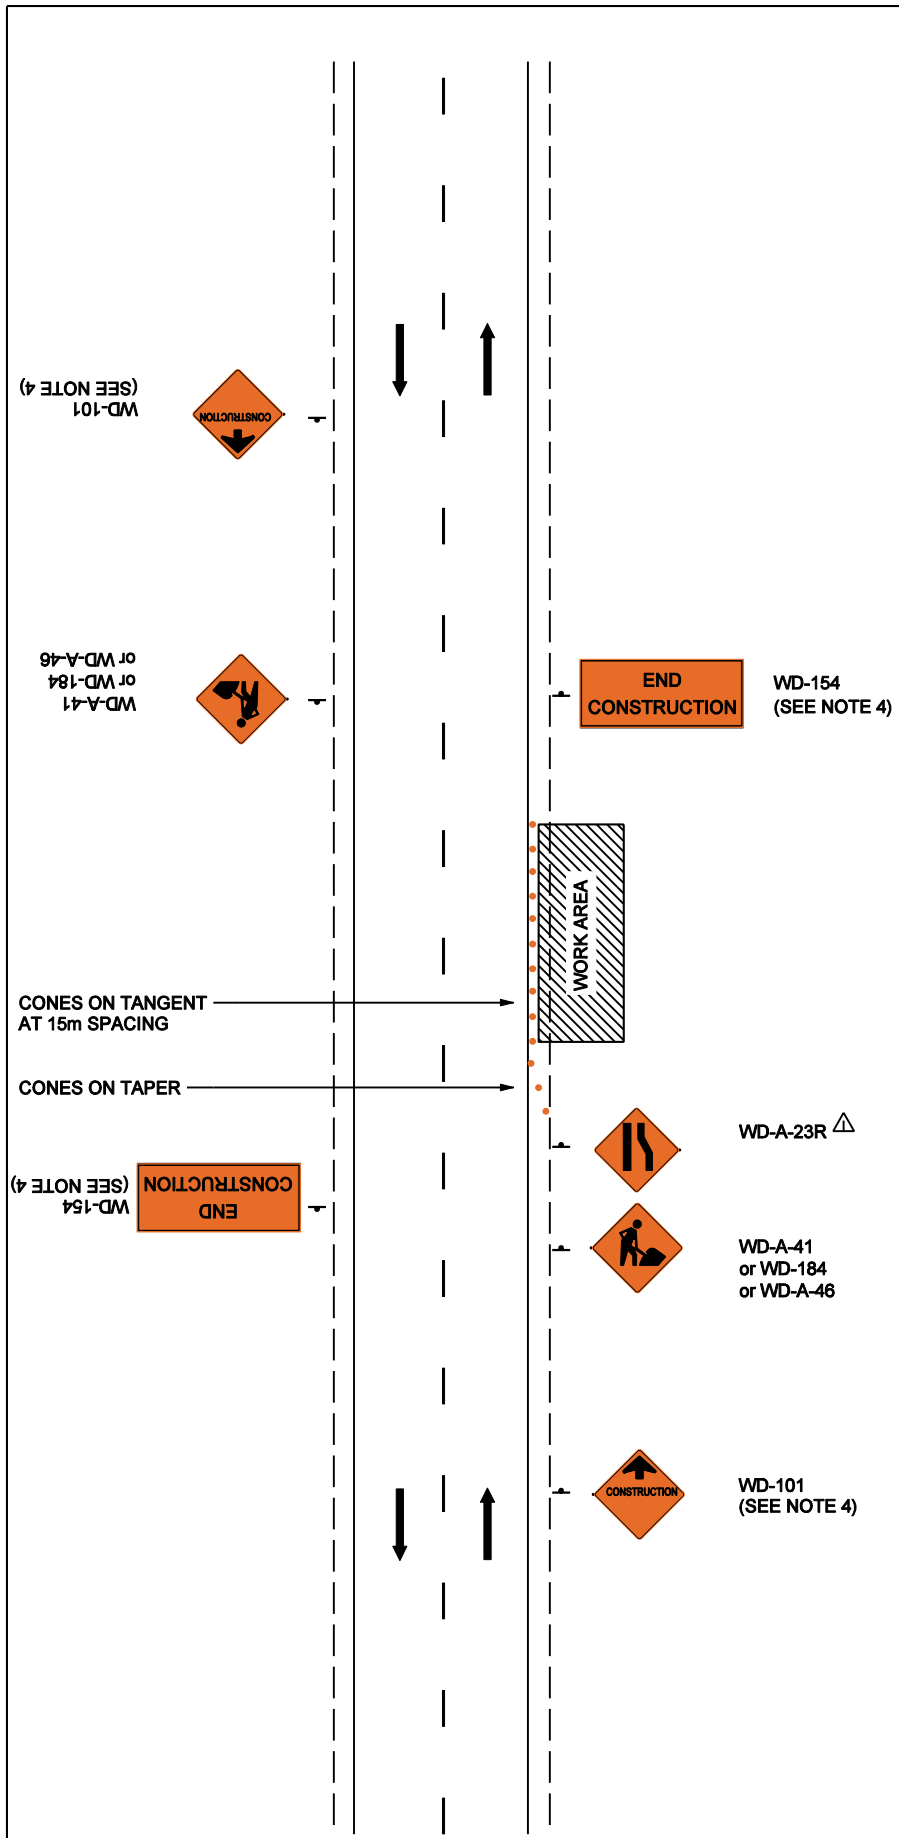 WD-101
(SEE NOTE 4)
CONSTRUCTION
WD-A-41
or WD-184
or WD-A-46
END
CONSTRUCTION
WD-154
(SEE NOTE 4)
WORK AREA
CONES ON TANGENT
AT 15m SPACING
CONES ON TAPER
WD-A-23R
1
WD-154
(SEE NOTE 4)
END
CONSTRUCTION
WD-A-41
or WD-184
or WD-A-46
CONSTRUCTION
WD-101
(SEE NOTE 4)